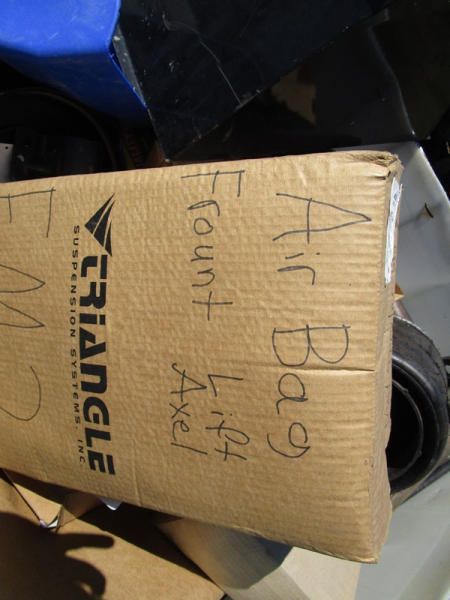 Air Bag
Frount Lift
Axel
TRIANGLE
SUSPENSION SYSTEMS, INC